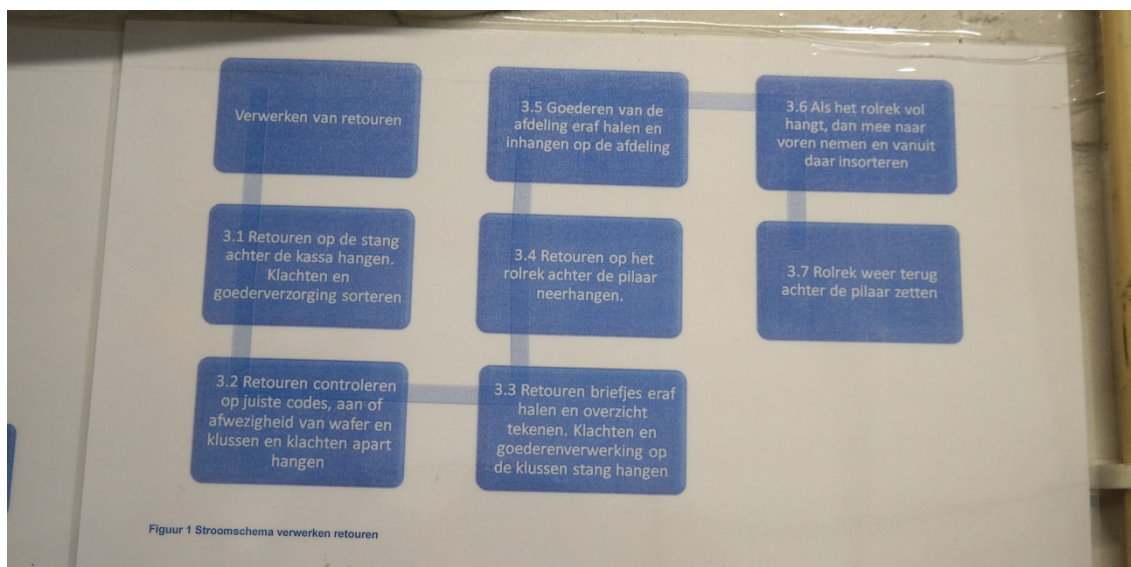 Verwerken van retouren
3.1 Retouren op de stang
achter de kassa hangen.
Klachten en
goederverzorging sorteren
3.2 Retouren controleren
op juiste codes, aan of
afwezigheid van wafer en
klussen en klachten apart
hangen
3.3 Retouren briefjes eraf
halen en overzicht
tekenen. Klachten en
goederenverwerking op
de klussen stang hangen
3.4 Retouren op het
rolrek achter de pilaar
neerhangen.
3.5 Goederen van de
afdeling eraf halen en
inhangen op de afdeling
3.6 Als het rolrek vol
hangt, dan mee naar
voren nemen en vanuit
daar insorteren
3.7 Rolrek weer terug
achter de pilaar zetten
Figuur 1 Stroomschema verwerken retouren